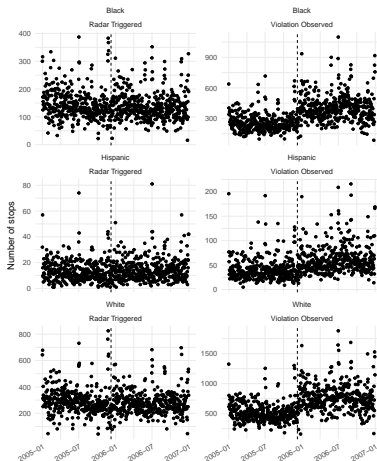 Black
Black
Radar Triggered
Violation Observed
400
300
200
100
0
900
600
300
Hispanic
Hispanic
Radar Triggered
Violation Observed
80
60
40
20
0
200
150
100
50
0
Number of stops
White
White
Radar Triggered
Violation Observed
800
600
400
200
1500
1000
500
2005−01
2005−07
2006−01
2006−07
2007−01
2005−01
2005−07
2006−01
2006−07
2007−01